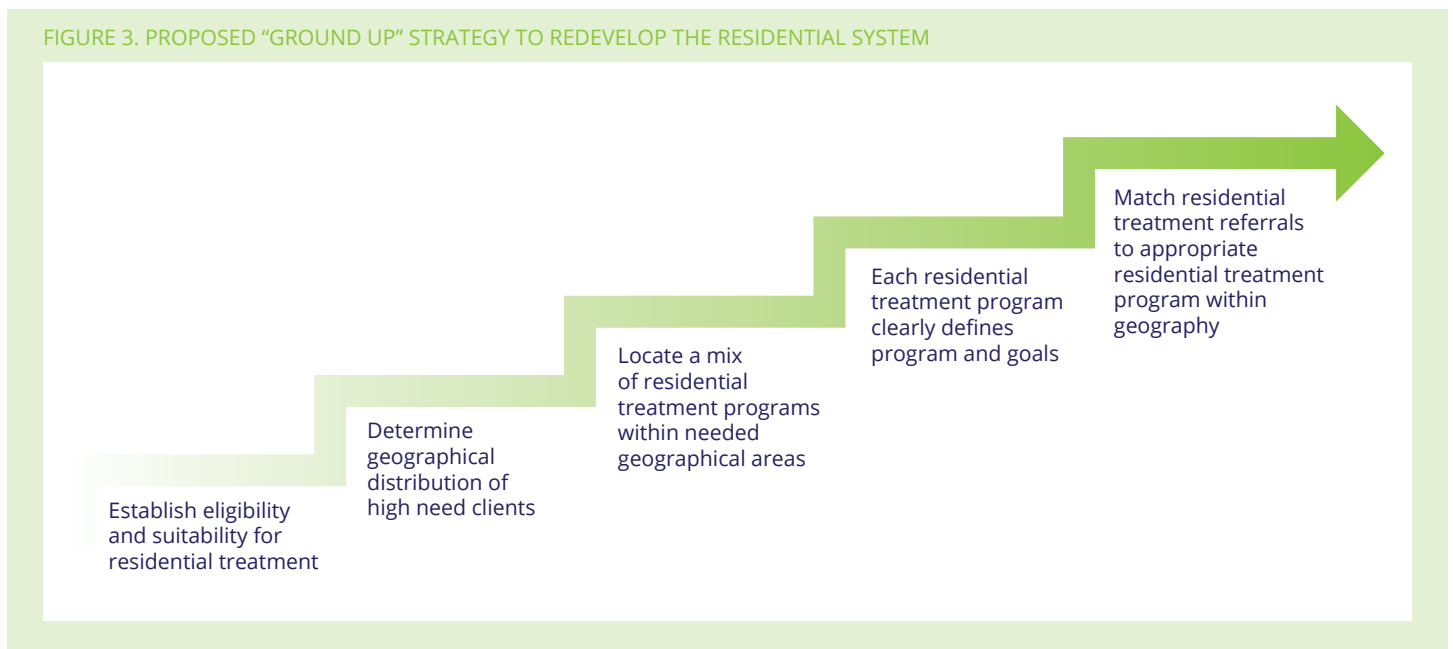 FIGURE 3. PROPOSED “GROUND UP” STRATEGY TO REDEVELOP THE RESIDENTIAL SYSTEM
Establish eligibility
and suitability for
residential treatment
Determine
geographical
distribution of
high need clients
Locate a mix
of residential
treatment programs
within needed
geographical areas
Each residential
treatment program
clearly defines
program and goals
Match residential
treatment referrals
to appropriate
residential treatment
program within
geography